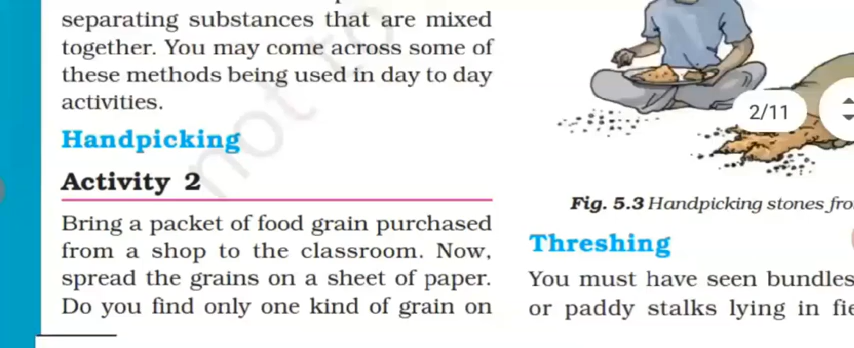 separating substances that are mixed
together. You may come across some of
these methods being used in day to day
activities.
Handpicking
Activity 2
Bring a packet of food grain purchased
from a shop to the classroom. Now,
spread the grains on a sheet of paper.
Do you find only one kind of grain on
2/11
Fig. 5.3 Handpicking stones fro
Threshing
You must have seen bundles
or paddy stalks lying in fie
not to